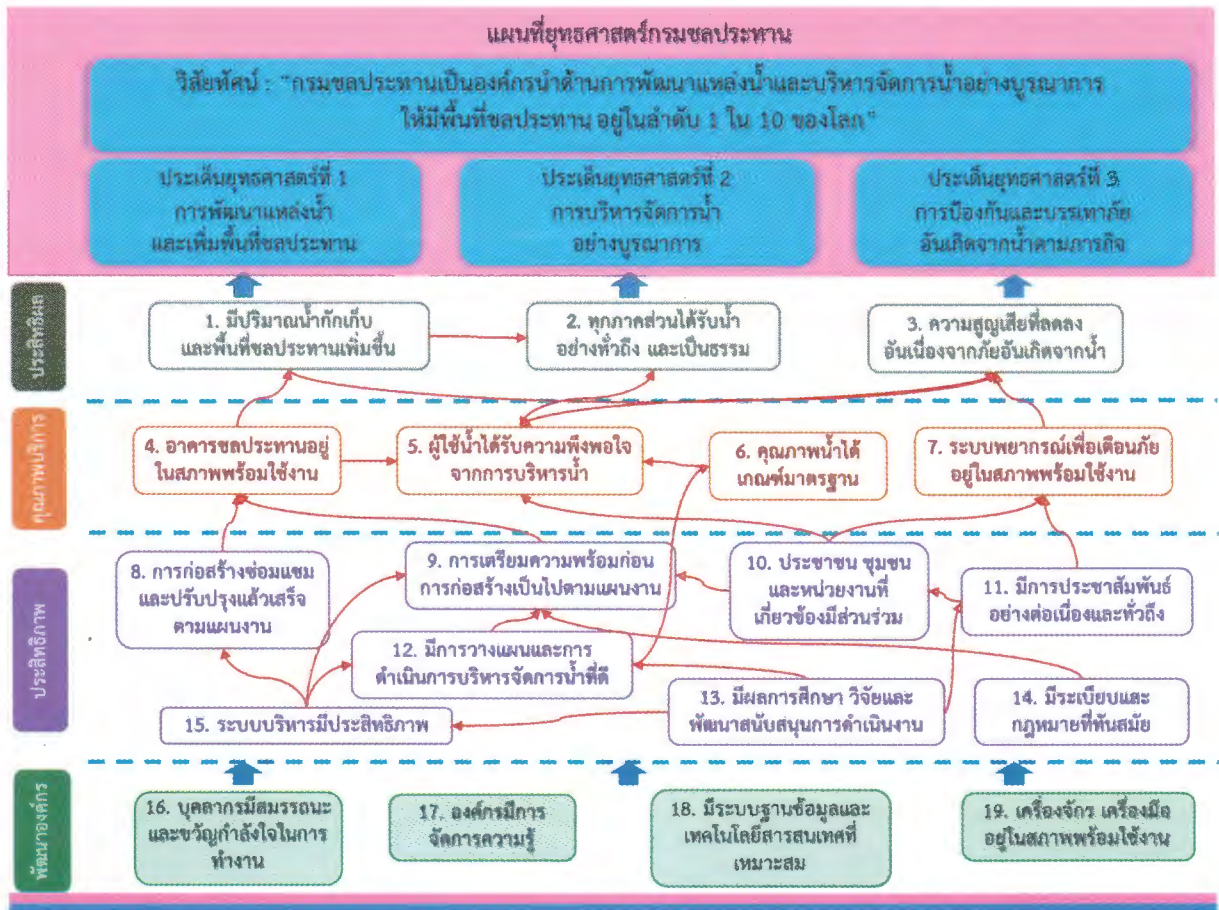 แผนที่ยุทธศาสตร์กรมชลประทาน
วิสัยทัศน์ : "กรมชลประทานเป็นองค์กรนำด้านการพัฒนาแหล่งน้ำและบริหารจัดการน้ำอย่างบูรณาการ
ให้มีพื้นที่ชลประทาน อยู่ในลำดับ 1 ใน 10 ของโลก"
ประเด็นยุทธศาสตร์ที่ 1
การพัฒนาแหล่งน้ำ
และเพิ่มพื้นที่ชลประทาน
ประเด็นยุทธศาสตร์ที่ 2
การบริหารจัดการน้ำ
อย่างบูรณาการ
ประเด็นยุทธศาสตร์ที่ 3
การป้องกันและบรรเทาภัย
อันเกิดจากน้ำตามภารกิจ
ประสิทธิผล
1. มีปริมาณน้ำกักเก็บ
และพื้นที่ชลประทานเพิ่มขึ้น
2. ทุกภาคส่วนได้รับน้ำ
อย่างทั่วถึง และเป็นธรรม
3. ความสูญเสียที่ลดลง
อันเนื่องจากภัยอันเกิดจากน้ำ
คุณภาพบริการ
4. อาคารชลประทานอยู่
ในสภาพพร้อมใช้งาน
5. ผู้ใช้น้ำได้รับความพึงพอใจ
จากการบริหารน้ำ
6. คุณภาพน้ำได้
เกณฑ์มาตรฐาน
7. ระบบพยากรณ์เพื่อเตือนภัย
อยู่ในสภาพพร้อมใช้งาน
ประสิทธิภาพ
8. การก่อสร้างซ่อมแซม
และปรับปรุงแล้วเสร็จ
ตามแผนงาน
9. การเตรียมความพร้อมก่อน
การก่อสร้างเป็นไปตามแผนงาน
10. ประชาชน ชุมชน
และหน่วยงานที่
เกี่ยวข้องมีส่วนร่วม
11. มีการประชาสัมพันธ์
อย่างต่อเนื่องและทั่วถึง
12. มีการวางแผนและการ
ดำเนินการบริหารจัดการน้ำที่ดี
13. มีผลการศึกษา วิจัยและ
พัฒนาสนับสนุนการดำเนินงาน
14. มีระเบียบและ
กฎหมายที่ทันสมัย
15. ระบบบริหารมีประสิทธิภาพ
พัฒนาองค์กร
16. บุคลากรมีสมรรถนะ
และขวัญกำลังใจในการ
ทำงาน
17. องค์กรมีการ
จัดการความรู้
18. มีระบบฐานข้อมูลและ
เทคโนโลยีสารสนเทศที่
เหมาะสม
19. เครื่องจักร เครื่องมือ
อยู่ในสภาพพร้อมใช้งาน